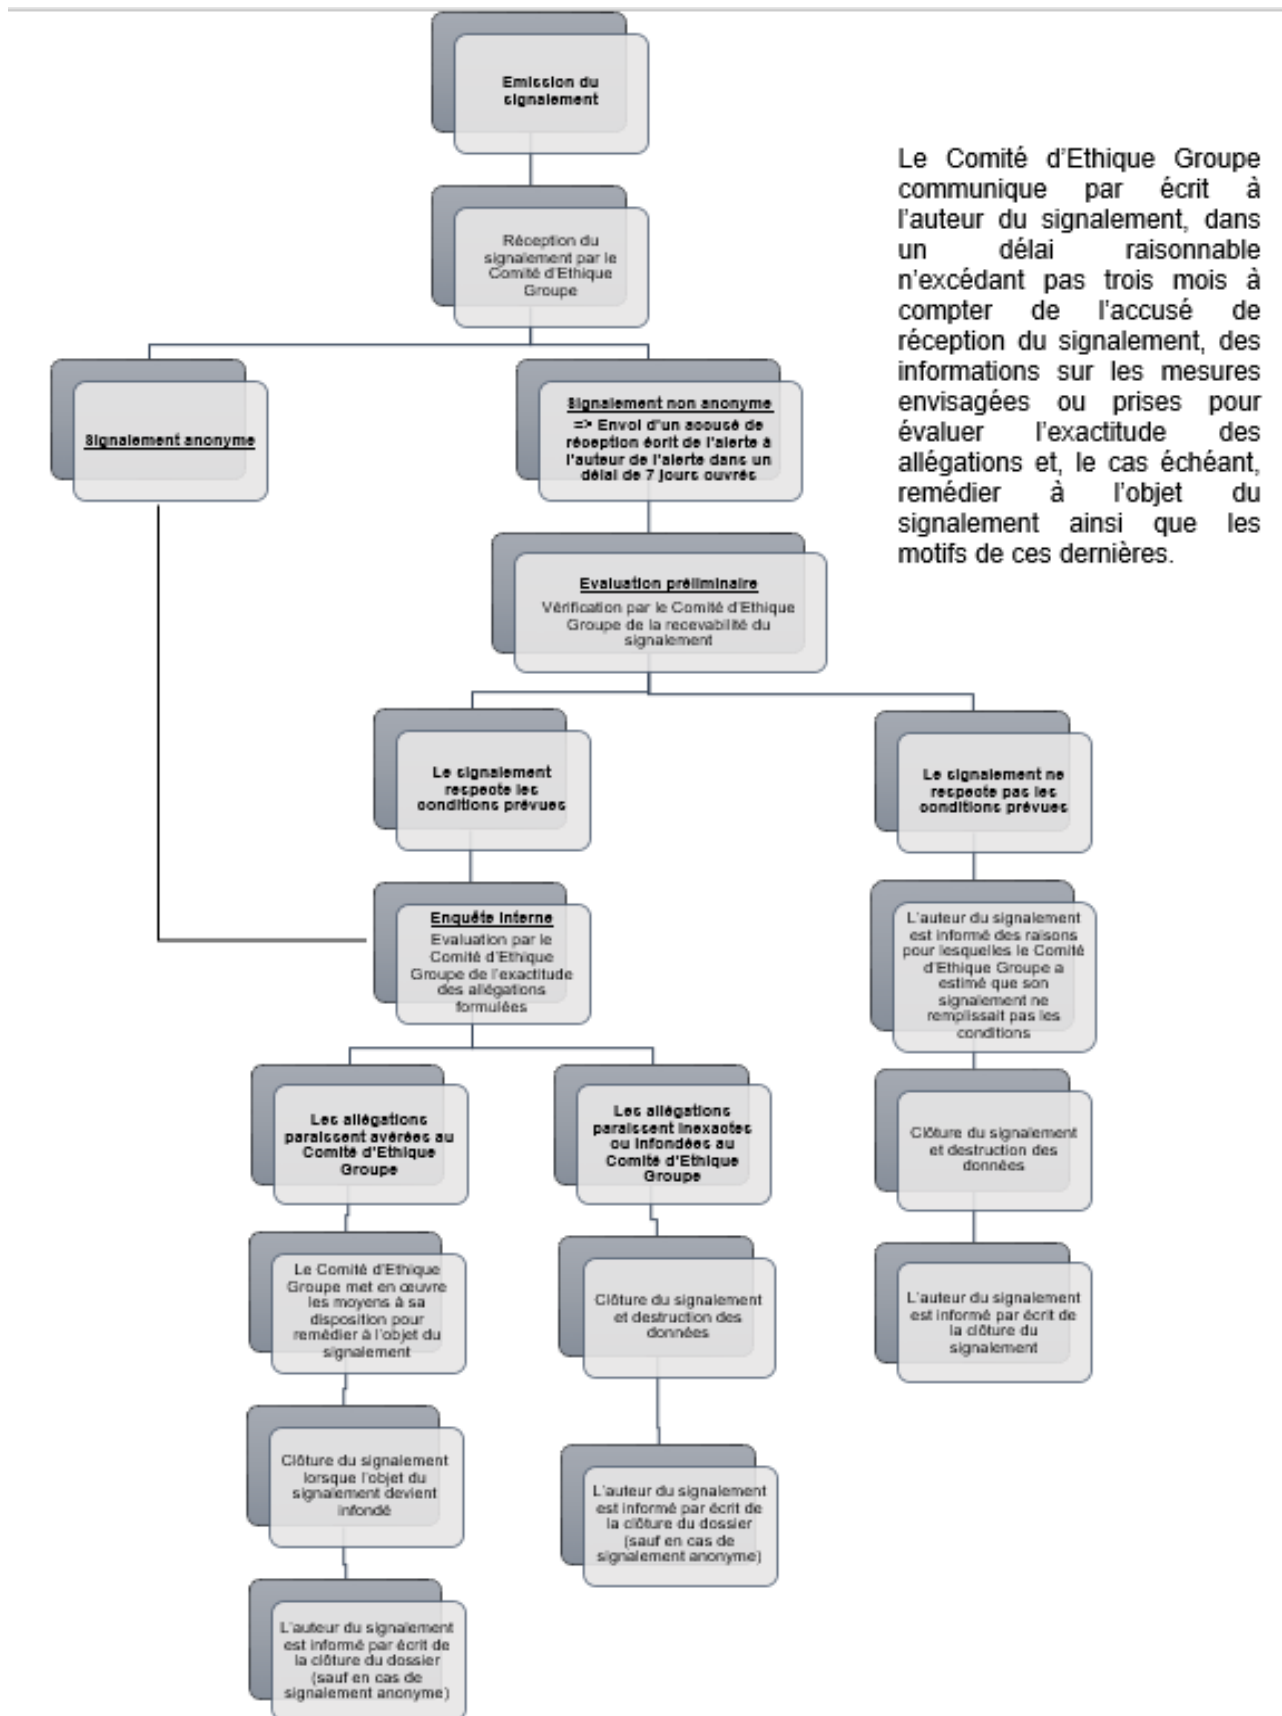 Emission du
signalement
Le Comité d'Ethique Groupe
communique par écrit à
l'auteur du signalement, dans
un délai raisonnable
n'excédant pas trois mois à
compter de l'accusé de
réception du signalement, des
informations sur les mesures
envisagées ou prises pour
évaluer l'exactitude des
allégations et, le cas échéant,
remédier à l'objet du
signalement ainsi que les
motifs de ces dernières.
Réception du
signalement par le
Comité d'Ethique
Groupe
Signalement anonyme
Signalement non anonyme
=> Envoi d'un accusé de
réception écrit de l'alerte à
l'auteur de l'alerte dans un
délai de 7 jours ouvrés
Evaluation préliminaire
Vérification par le Comité d'Ethique
Groupe de la recevabilité du
signalement
Le signalement
respecte les
conditions prévues
Le signalement ne
respecte pas les
conditions prévues
Enquête interne
Evaluation par le
Comité d'Ethique
Groupe de l'exactitude
des allégations
formulées
L'auteur du signalement
est informé des raisons
pour lesquelles le Comité
d'Ethique Groupe a
estimé que son
signalement ne
remplissait pas les
conditions
Les allégations
paraissent avérées au
Comité d'Ethique
Groupe
Les allégations
paraissent inexactes
ou infondées au
Comité d'Ethique
Groupe
Clôture du signalement
et destruction des
données
Le Comité d'Ethique
Groupe met en œuvre
les moyens à sa
disposition pour
remédier à l'objet du
signalement
Clôture du signalement
et destruction des
données
L'auteur du signalement
est informé par écrit de
la clôture du
signalement
Clôture du signalement
lorsque l'objet du
signalement devient
infondé
L'auteur du signalement
est informé par écrit de
la clôture du dossier
(sauf en cas de
signalement anonyme)
L'auteur du signalement
est informé par écrit de
la clôture du dossier
(sauf en cas de
signalement anonyme)